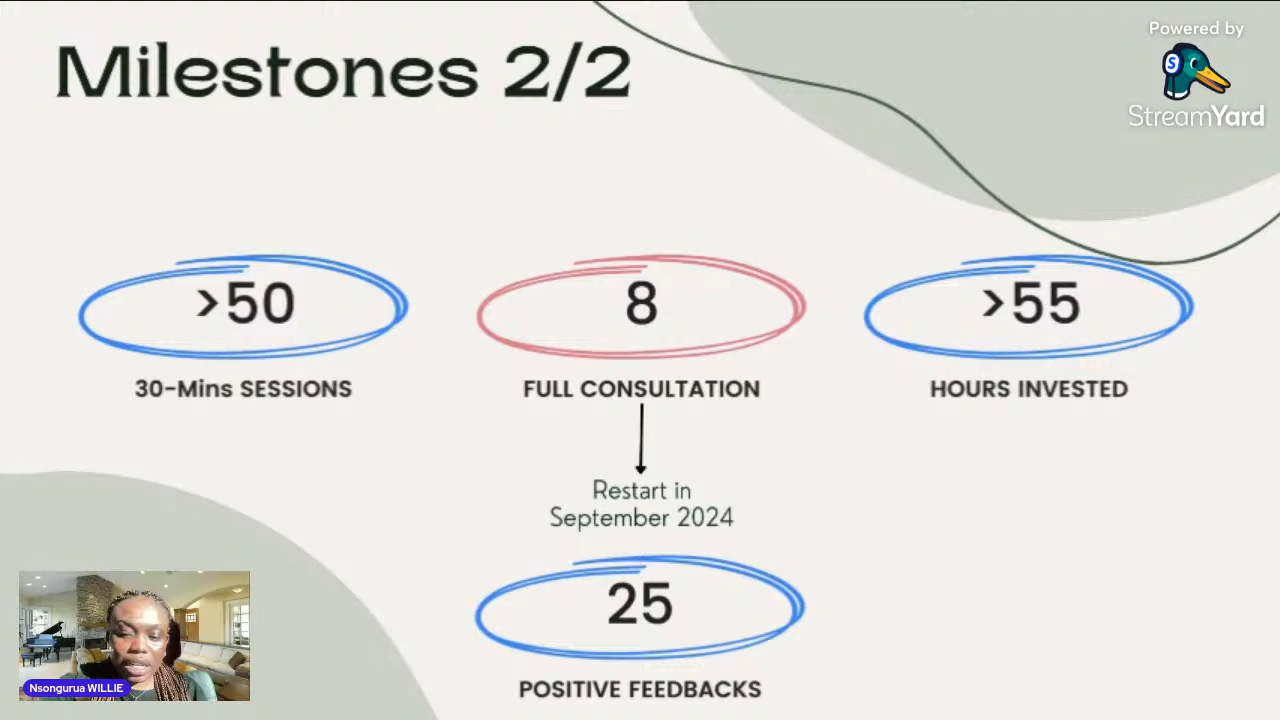 Milestones 2/2
Powered by
StreamYard
>50
8
>55
30-Mins SESSIONS
FULL CONSULTATION
HOURS INVESTED
Restart in
September 2024
25
POSITIVE FEEDBACKS
Nsongurua WILLIE